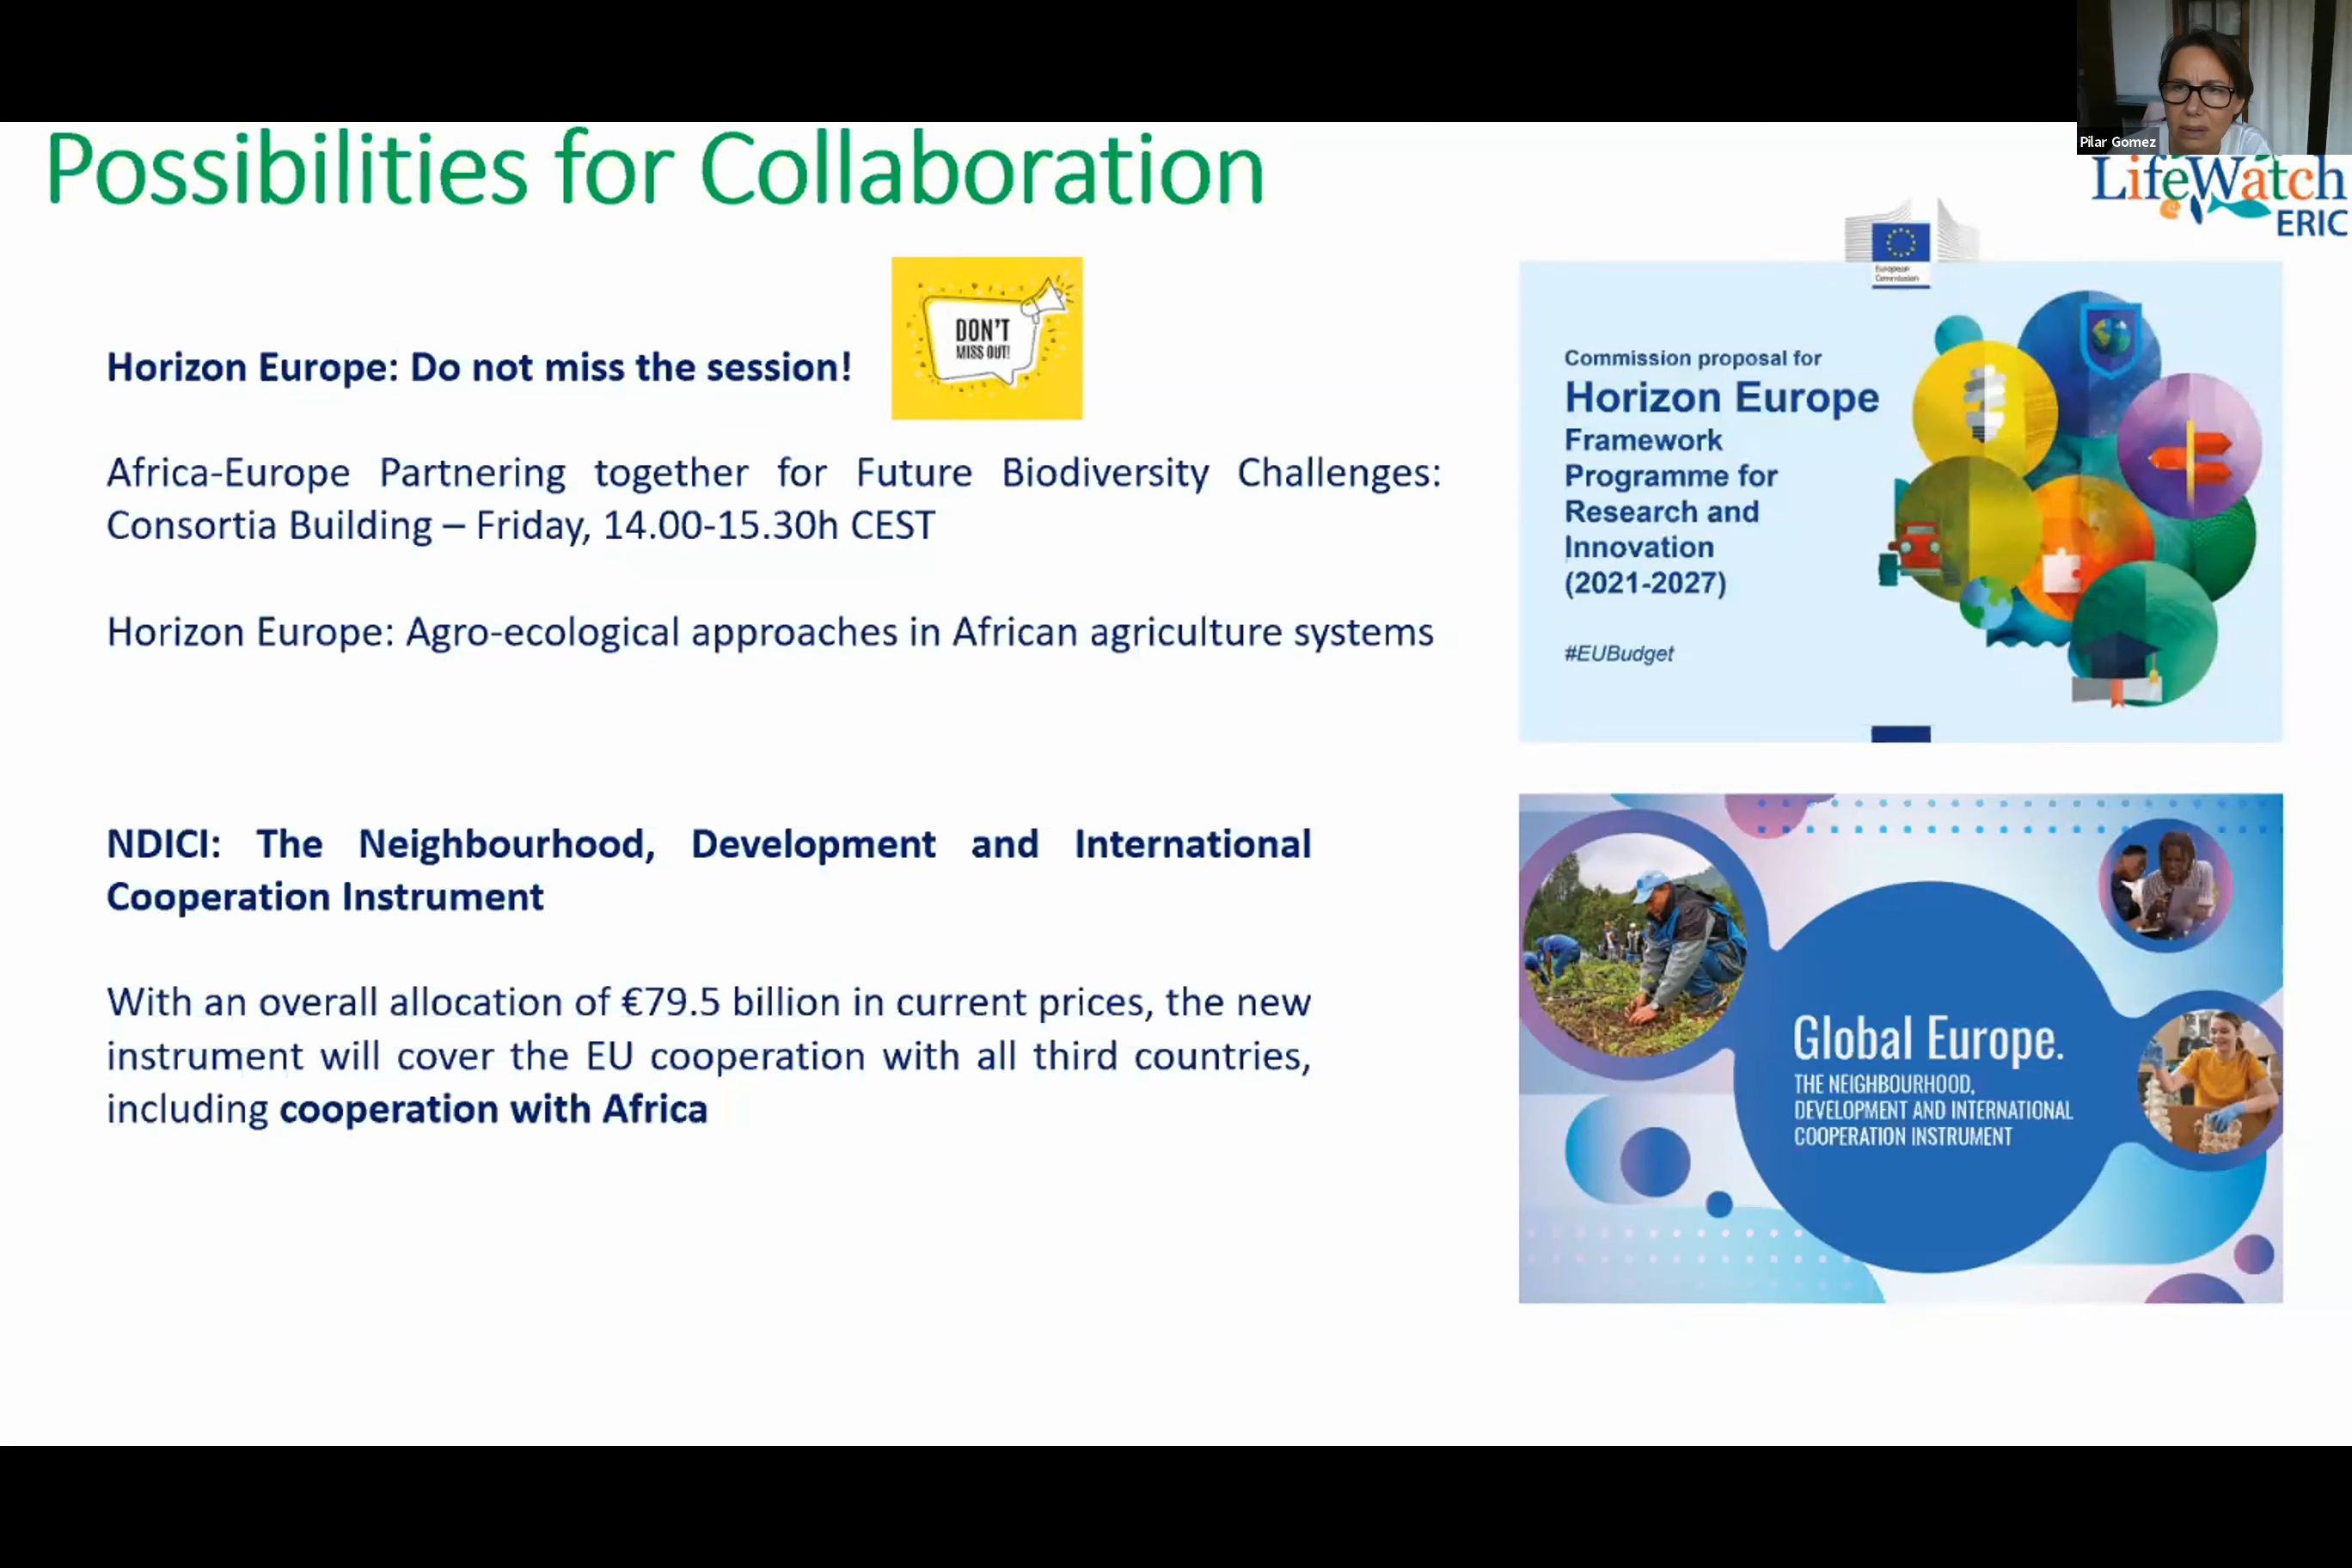 Pilar Gomez
Possibilities for Collaboration
LifeWatch
ERIC
DON'T
MISS OUT!
Horizon Europe: Do not miss the session!
Africa-Europe Partnering together for Future Biodiversity Challenges:
Consortia Building – Friday, 14.00-15.30h CEST
Horizon Europe: Agro-ecological approaches in African agriculture systems
European
Commission
Commission proposal for
Horizon Europe
Framework
Programme for
Research and
Innovation
(2021-2027)
#EUBudget
NDICI: The Neighbourhood, Development and International
Cooperation Instrument
With an overall allocation of €79.5 billion in current prices, the new
instrument will cover the EU cooperation with all third countries,
including cooperation with Africa
Global Europe.
THE NEIGHBOURHOOD,
DEVELOPMENT AND INTERNATIONAL
COOPERATION INSTRUMENT